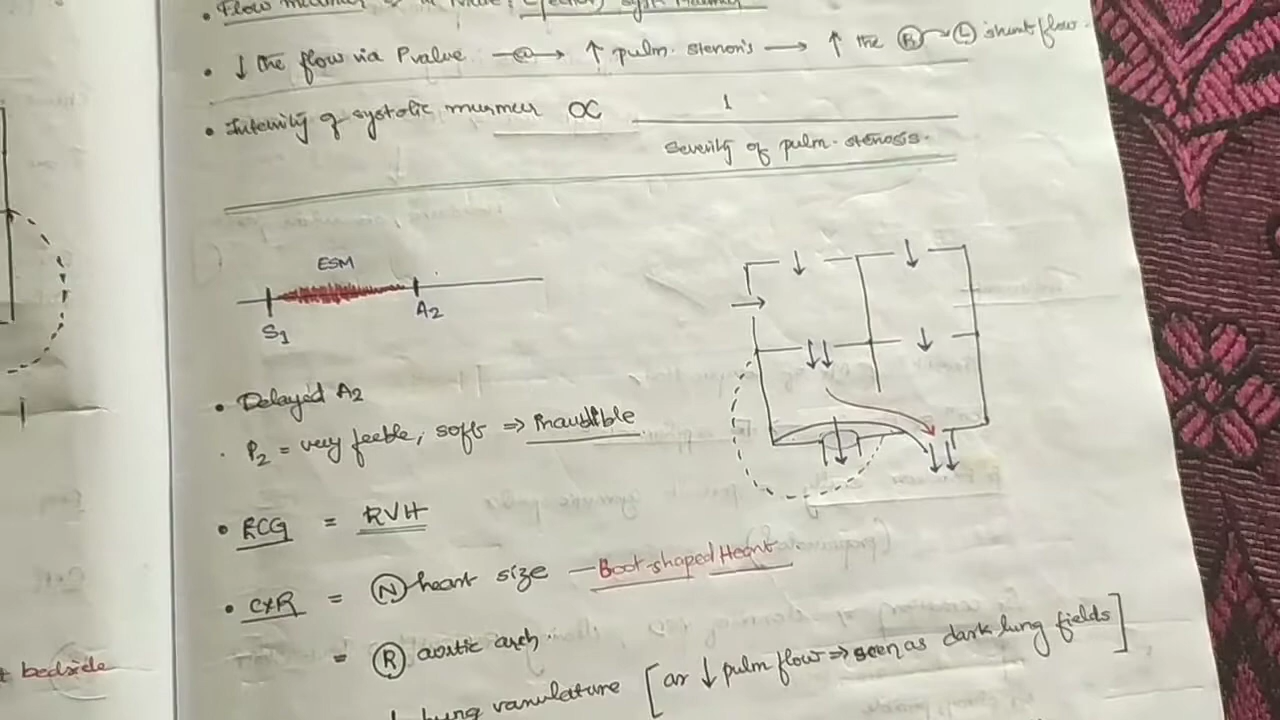 • Flow murmur
• ↓ the flow via P valve → ↑ pulm. stenosis → ↑ the Ⓡ Ⓛ shunt flow.
• Intensity of systolic murmur ∝ 1
severity of pulm. stenosis.
ESM
S1 A2
• Delayed A2
• P2 = very feeble, soft ⇒ Inaudible
• ECG = RVH
• CXR = Ⓝ heart size — Boot-shaped Heart
= Ⓡ aortic arch.
lung vasculature [as ↓ pulm flow ⇒ seen as dark lung fields]
bedside